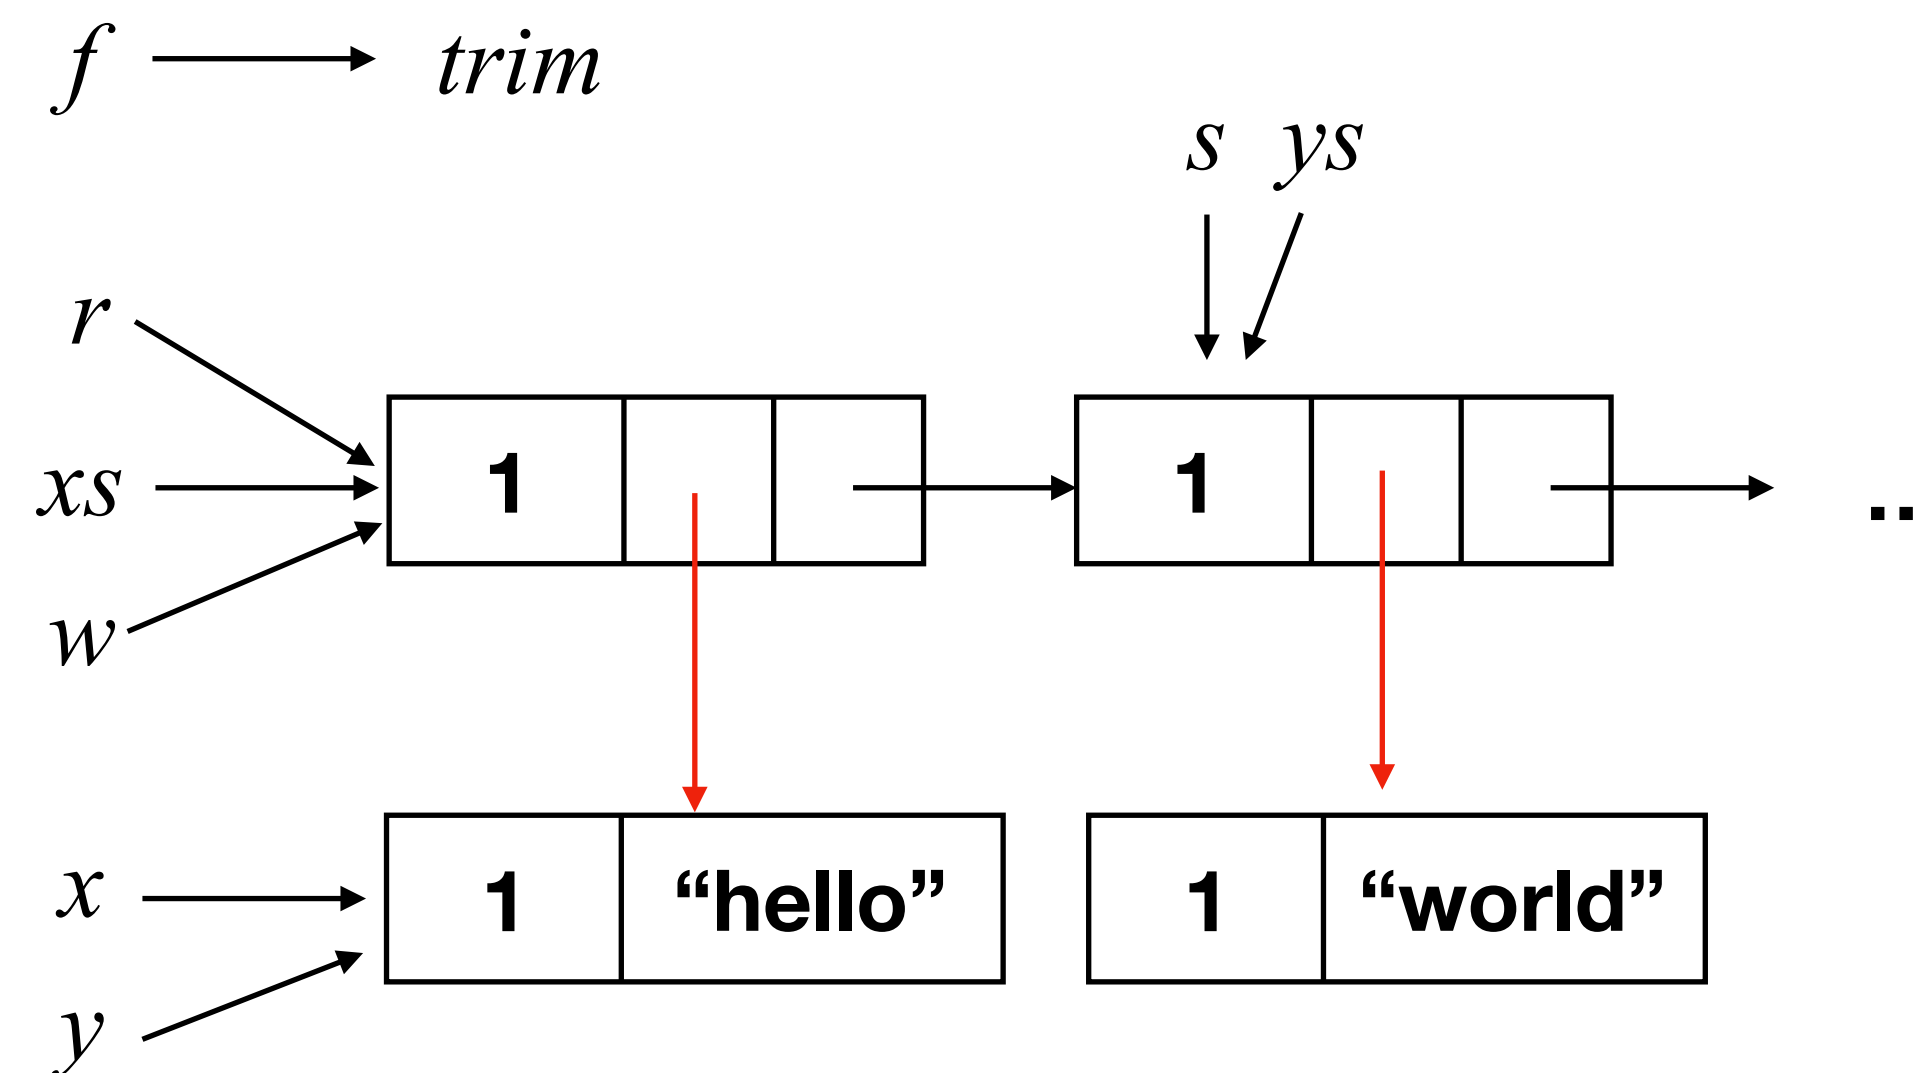 f trim
s ys
r
xs 1 1 ..
w
x 1 “hello” 1 “world”
y